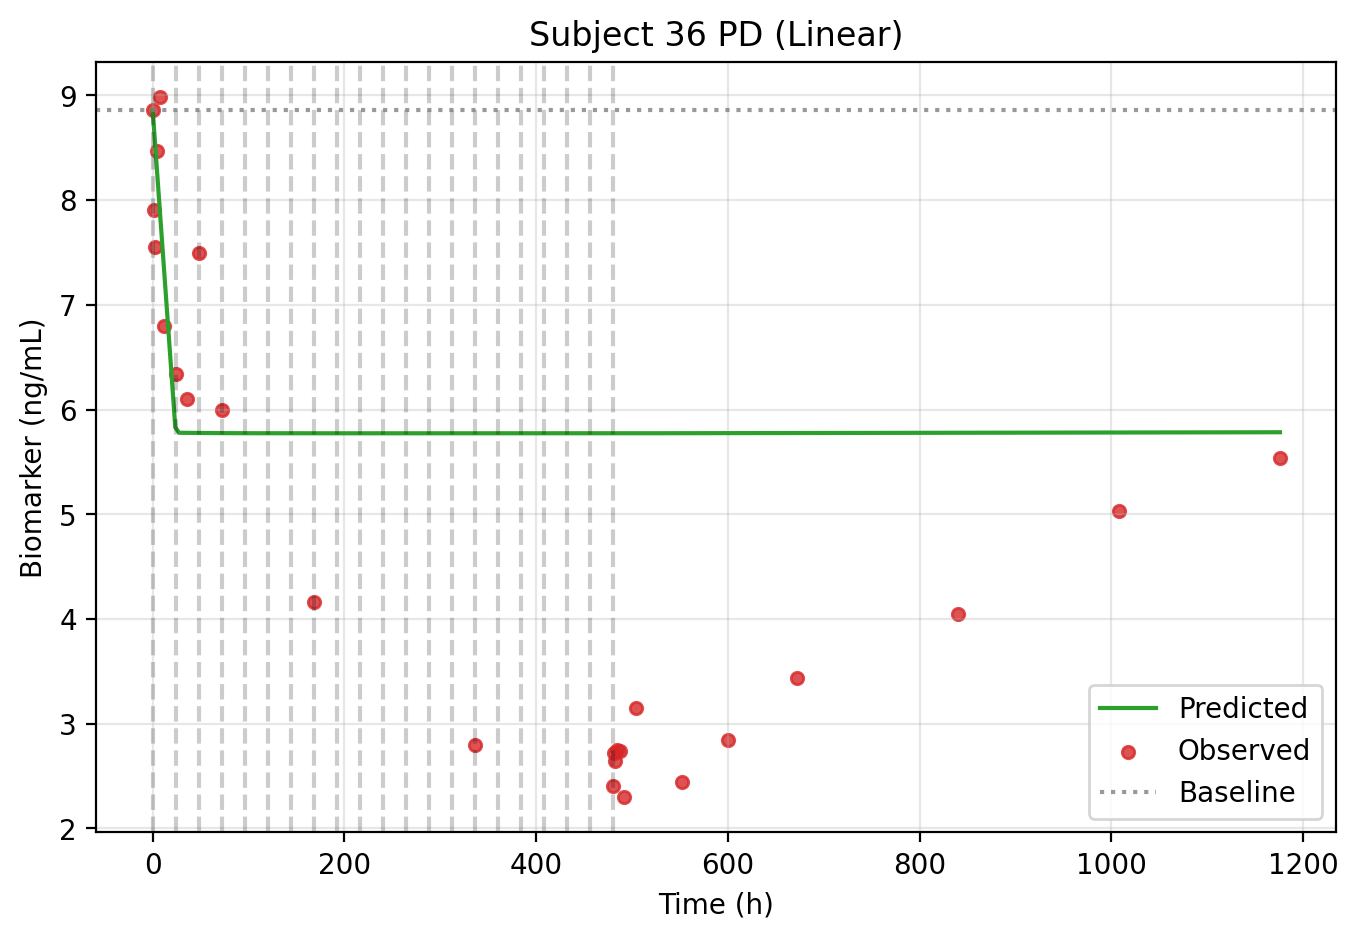 Subject 36 PD (Linear)
Biomarker (ng/mL)
9
8
7
6
5
4
3
2
0
200
400
600
800
1000
1200
Time (h)
Predicted
Observed
Baseline